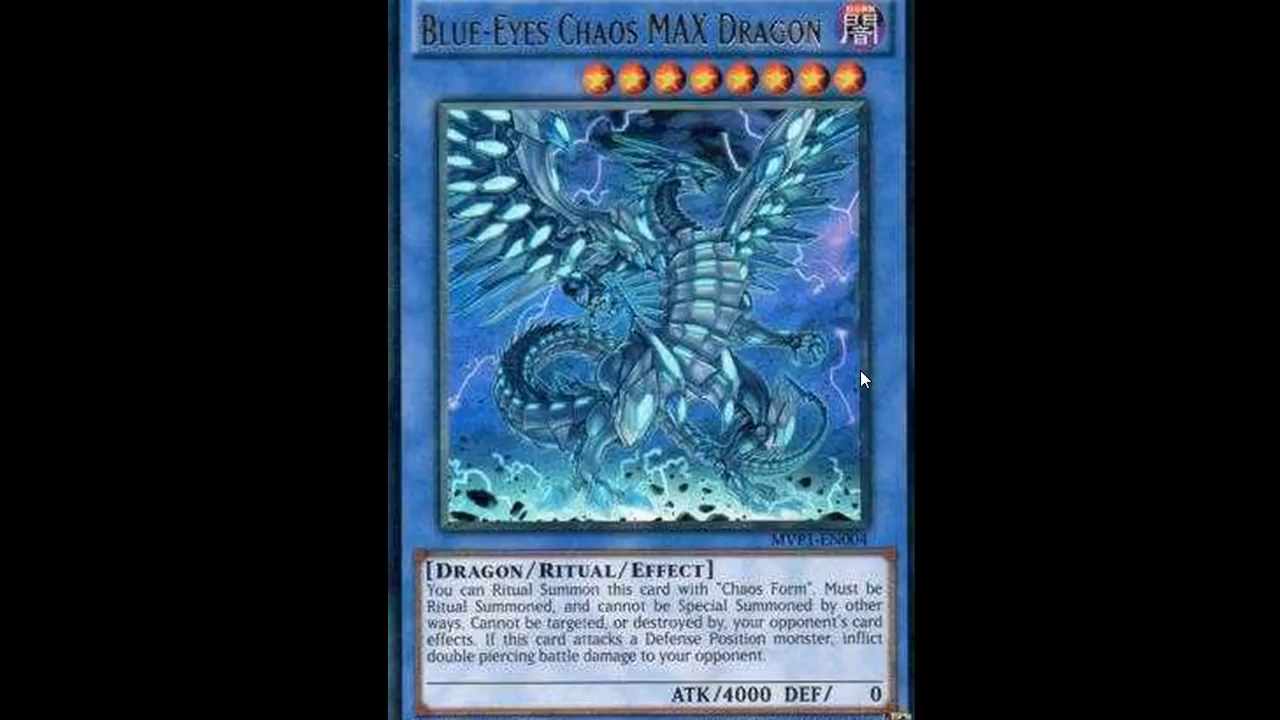 BLUE-EYES CHAOS MAX DRAGON
DARK
闇
MVP1-EN004
[DRAGON/RITUAL/EFFECT]
You can Ritual Summon this card with "Chaos Form". Must be
Ritual Summoned, and cannot be Special Summoned by other
ways. Cannot be targeted, or destroyed by, your opponent's card
effects. If this card attacks a Defense Position monster, inflict
double piercing battle damage to your opponent.
ATK/4000 DEF/ 0